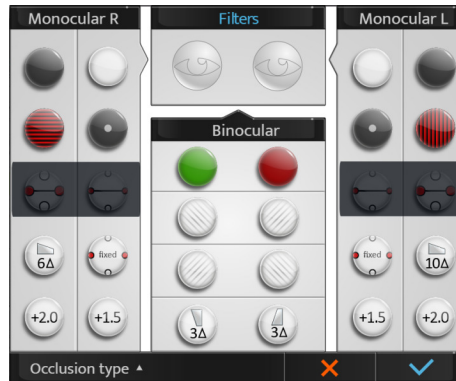 Monocular R
Filters
Monocular L
Binocular
6Δ
fixed
fixed
10Δ
+2.0
+1.5
3Δ
3Δ
+1.5
+2.0
Occlusion type